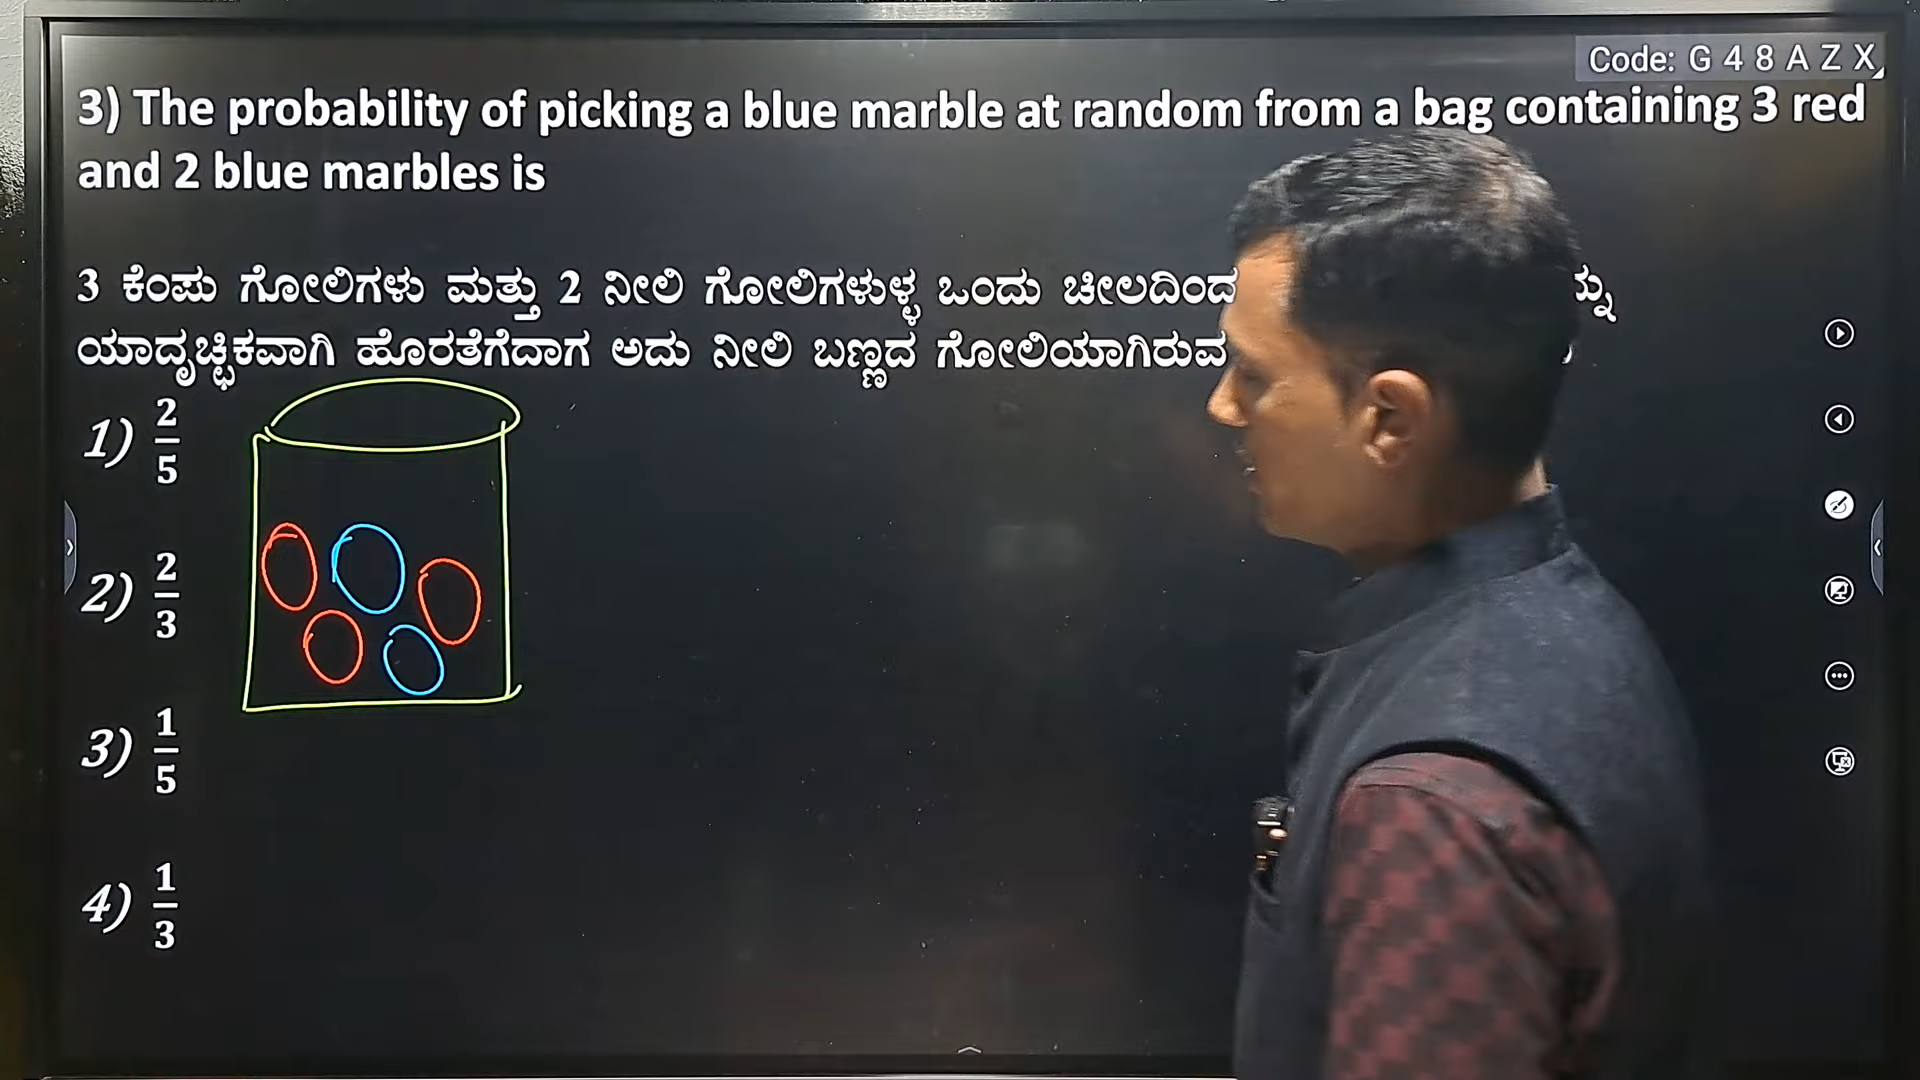 Code: G 4 8 A Z X
3) The probability of picking a blue marble at random from a bag containing 3 red
and 2 blue marbles is
3 ಕೆಂಪು ಗೋಲಿಗಳು ಮತ್ತು 2 ನೀಲಿ ಗೋಲಿಗಳುಳ್ಳ ಒಂದು ಚೀಲದಿಂದ
ಯಾದೃಚ್ಛಿಕವಾಗಿ ಹೊರತೆಗೆದಾಗ ಅದು ನೀಲಿ ಬಣ್ಣದ ಗೋಲಿಯಾಗಿರುವ
1) 2/5
2) 2/3
3) 1/5
4) 1/3